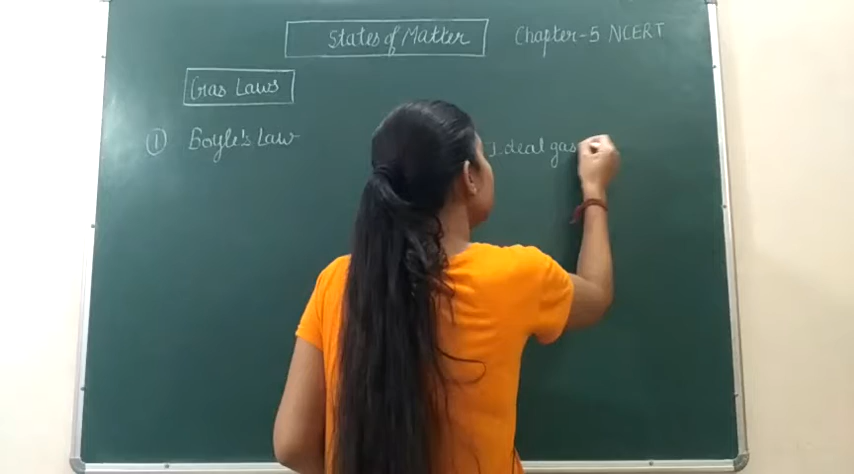 States of Matter Chapter-5 NCERT
Gas Laws
① Boyle's Law Ideal gas